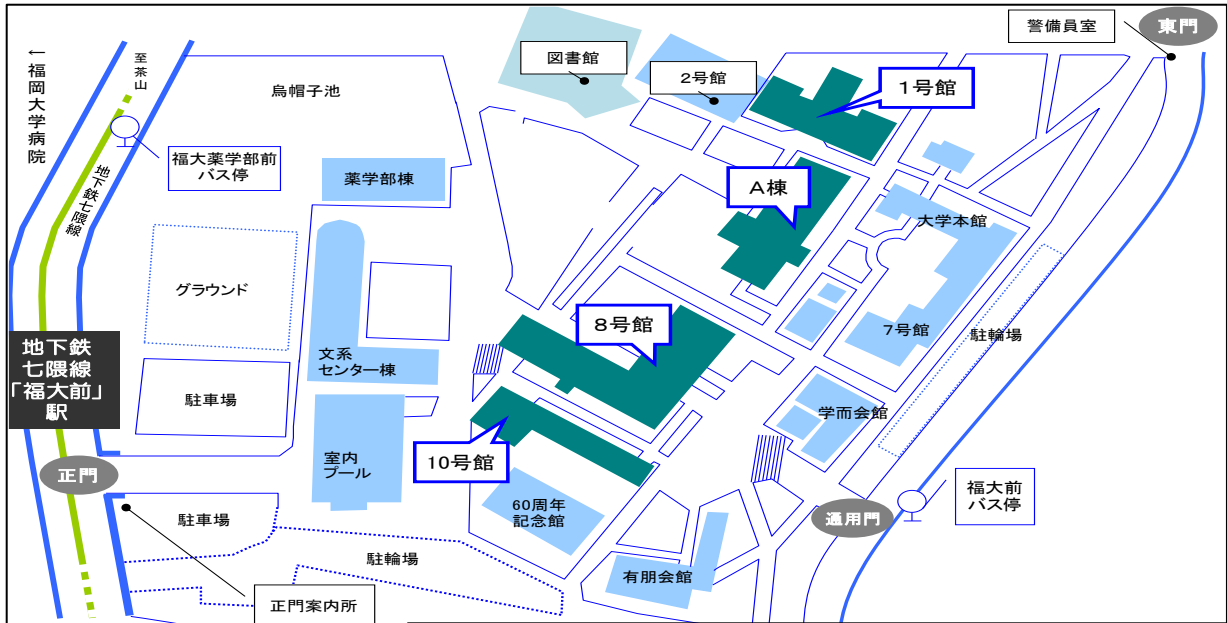 警備員室
東門
図書館
2号館
1号館
←福岡大学病院
至茶山
烏帽子池
福大薬学部前
バス停
地下鉄七隈線
薬学部棟
A棟
大学本館
グラウンド
8号館
7号館
駐輪場
地下鉄
七隈線
「福大前」
駅
文系
センター棟
駐車場
学而会館
10号館
正門
室内
プール
60周年
記念館
福大前
バス停
通用門
駐車場
駐輪場
有朋会館
正門案内所